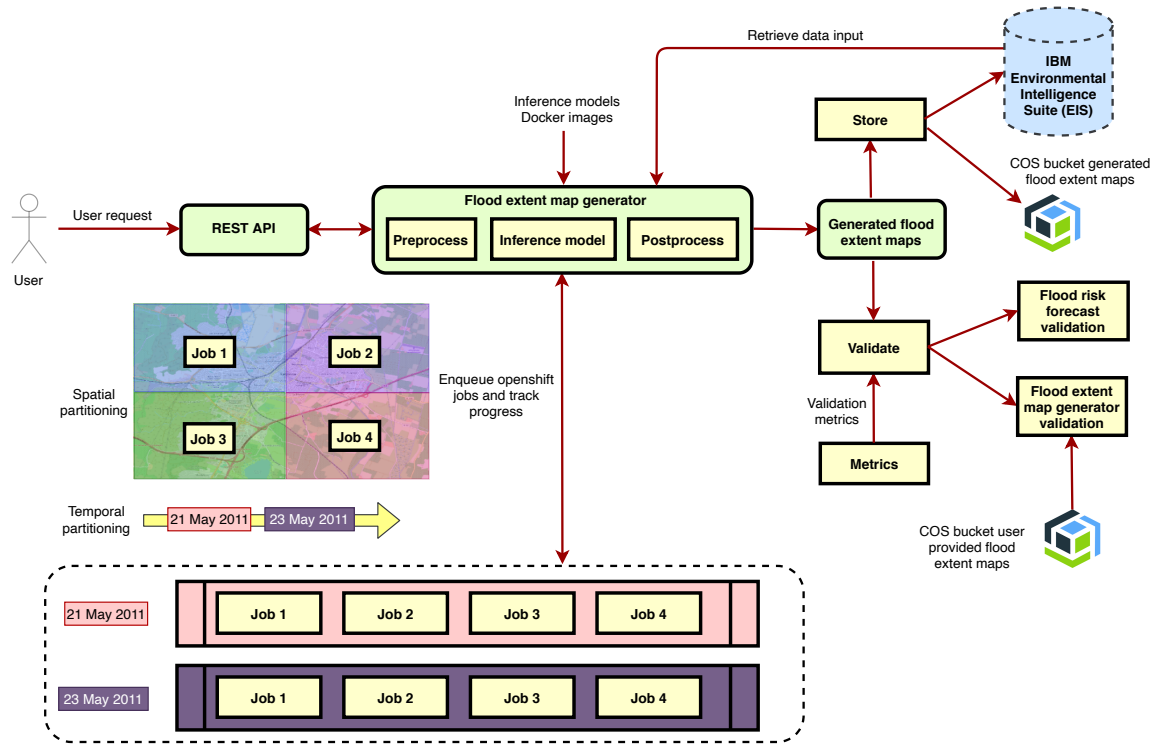 Retrieve data input
IBM
Environmental
Intelligence
Suite (EIS)
Inference models
Docker images
Store
COS bucket generated
flood extent maps
User request
User
REST API
Flood extent map generator
Preprocess
Inference model
Postprocess
Generated flood
extent maps
Flood risk
forecast
validation
Validate
Flood extent
map generator
validation
Validation
metrics
Metrics
COS bucket user
provided flood
extent maps
Spatial
partitioning
Job 1
Job 2
Job 3
Job 4
Enqueue openshift
jobs and track
progress
Temporal
partitioning
21 May 2011
23 May 2011
21 May 2011
Job 1
Job 2
Job 3
Job 4
23 May 2011
Job 1
Job 2
Job 3
Job 4